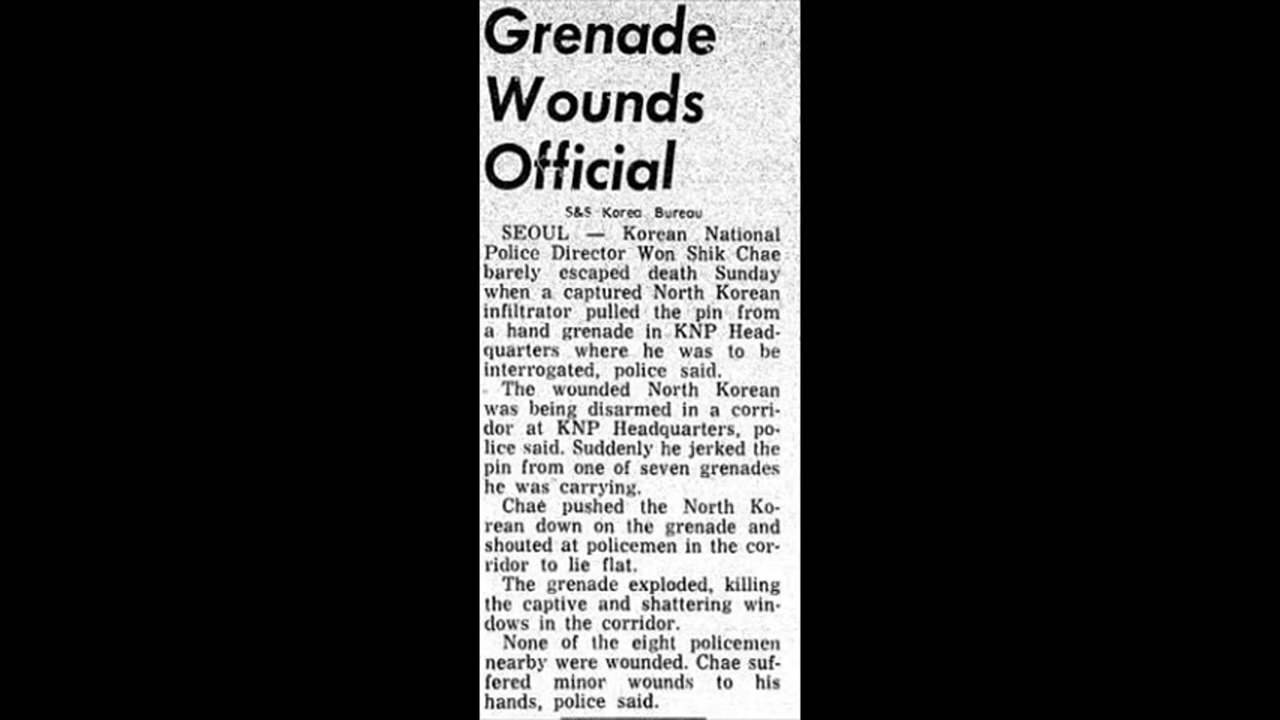 Grenade
Wounds
Official
S&S Korea Bureau
SEOUL — Korean National
Police Director Won Shik Chae
barely escaped death Sunday
when a captured North Korean
infiltrator pulled the pin from
a hand grenade in KNP Head-
quarters where he was to be
interrogated, police said.
The wounded North Korean
was being disarmed in a corri-
dor at KNP Headquarters, po-
lice said. Suddenly he jerked the
pin from one of seven grenades
he was carrying.
Chae pushed the North Ko-
rean down on the grenade and
shouted at policemen in the cor-
ridor to lie flat.
The grenade exploded, killing
the captive and shattering win-
dows in the corridor.
None of the eight policemen
nearby were wounded. Chae suf-
fered minor wounds to his
hands, police said.